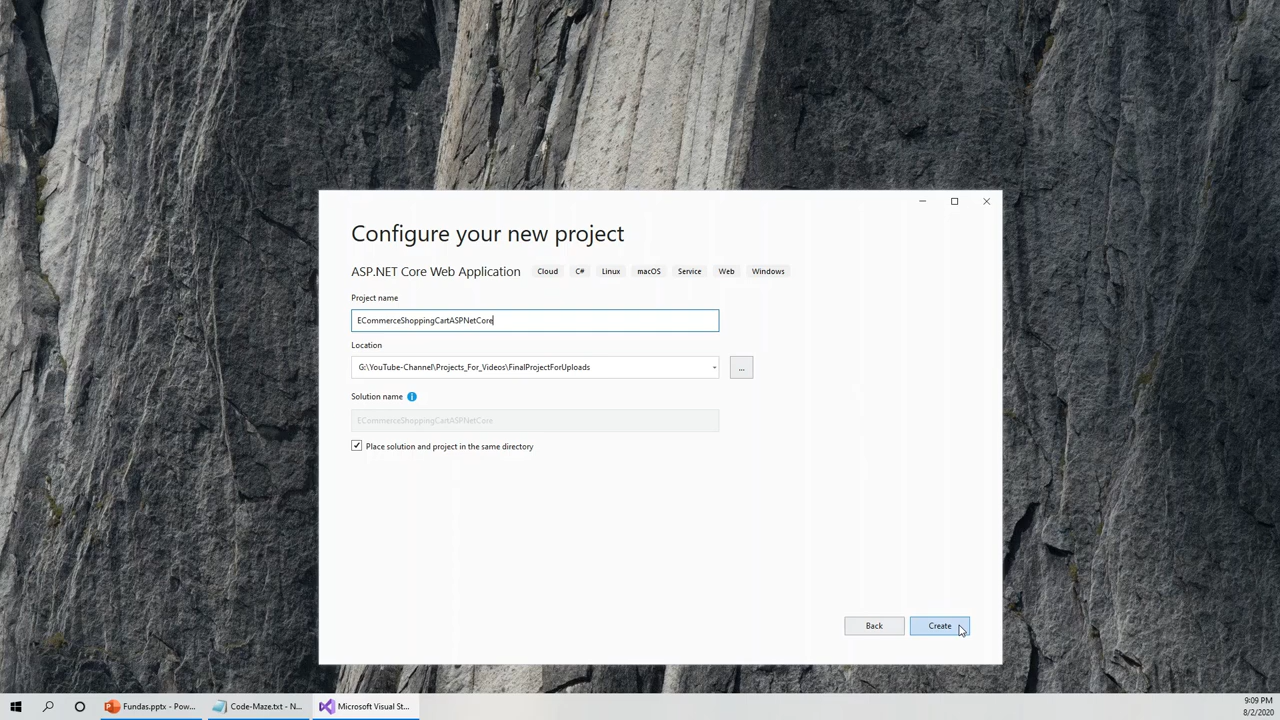 Configure your new project
ASP.NET Core Web Application Cloud C# Linux macOS Service Web Windows
Project name
ECommerceShoppingCartASPNetCore
Location
G:\YouTube-Channel\Projects_For_Videos\FinalProjectForUploads
...
Solution name
ECommerceShoppingCartASPNetCore
Place solution and project in the same directory
Back Create
Fundas.pptx - Pow... Code-Maze.txt - N... Microsoft Visual St...
9:09 PM
8/2/2020